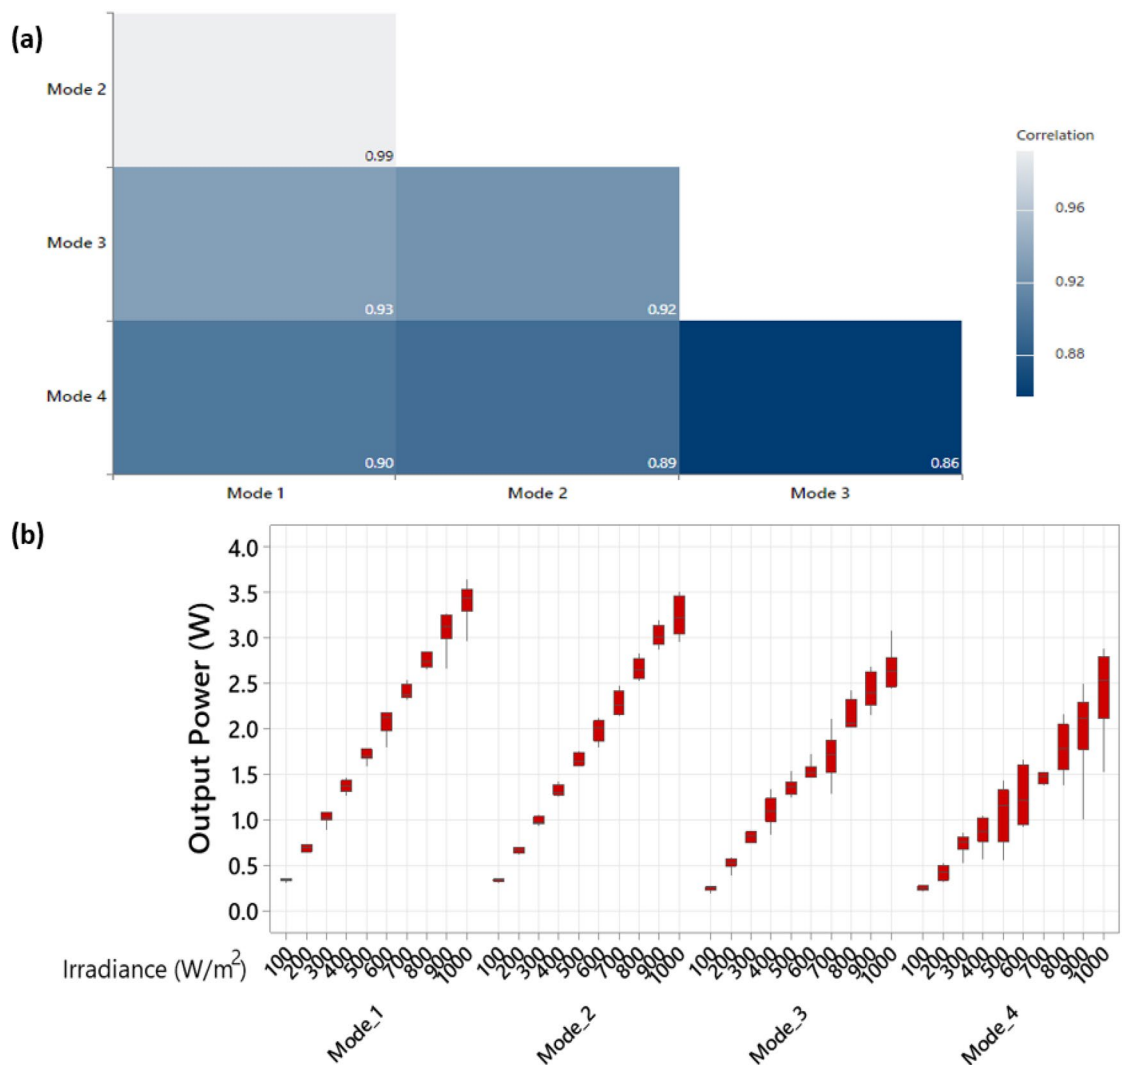 (a)
Mode 2
0.99
Correlation
0.96
Mode 3
0.93
0.92
0.92
0.88
Mode 4
0.90
0.89
0.86
Mode 1
Mode 2
Mode 3
(b)
Output Power (W)
4.0
3.5
3.0
2.5
2.0
1.5
1.0
0.5
0.0
Irradiance (W/m²)
100 200 300 400 500 600 700 800 900 1000 100 200 300 400 500 600 700 800 900 1000 100 200 300 400 500 600 700 800 900 1000 100 200 300 400 500 600 700 800 900 1000
Mode_1 Mode_2 Mode_3 Mode_4